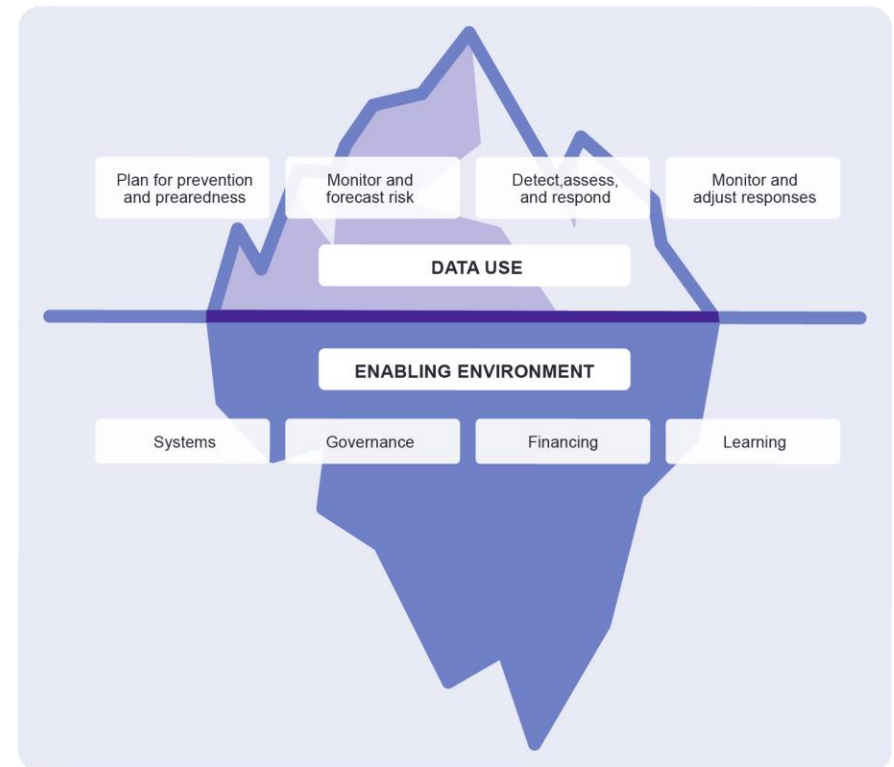 Plan for prevention
and prearedness
Monitor and
forecast risk
Detect,assess,
and respond
Monitor and
adjust responses
DATA USE
ENABLING ENVIRONMENT
Systems
Governance
Financing
Learning